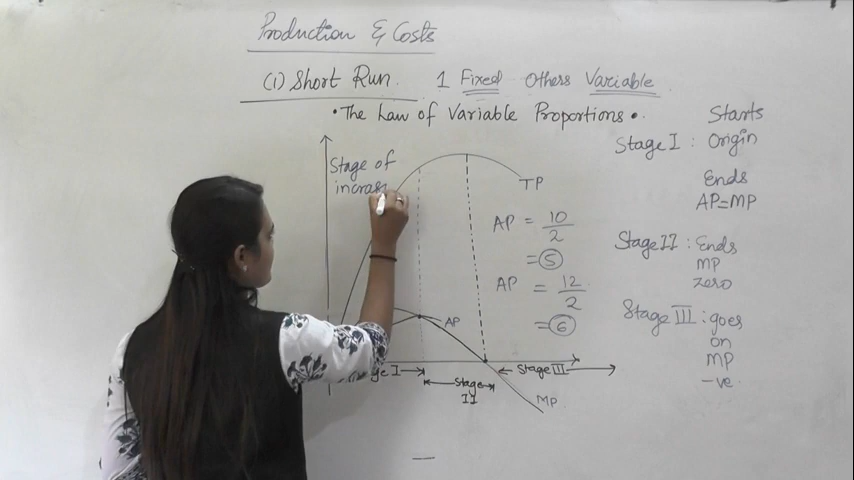 Production & Costs
(i) Short Run. 1 Fixed Others Variable
• The Law of Variable Proportions •.
Stage of
incras
TP
AP = 10/2
= 5
AP = 12/2
= 6
AP
Stage II
Stage III
MP
Starts
Stage I : Origin
Ends
AP=MP
Stage II : Ends
MP
zero
Stage III : goes
on
MP
-ve